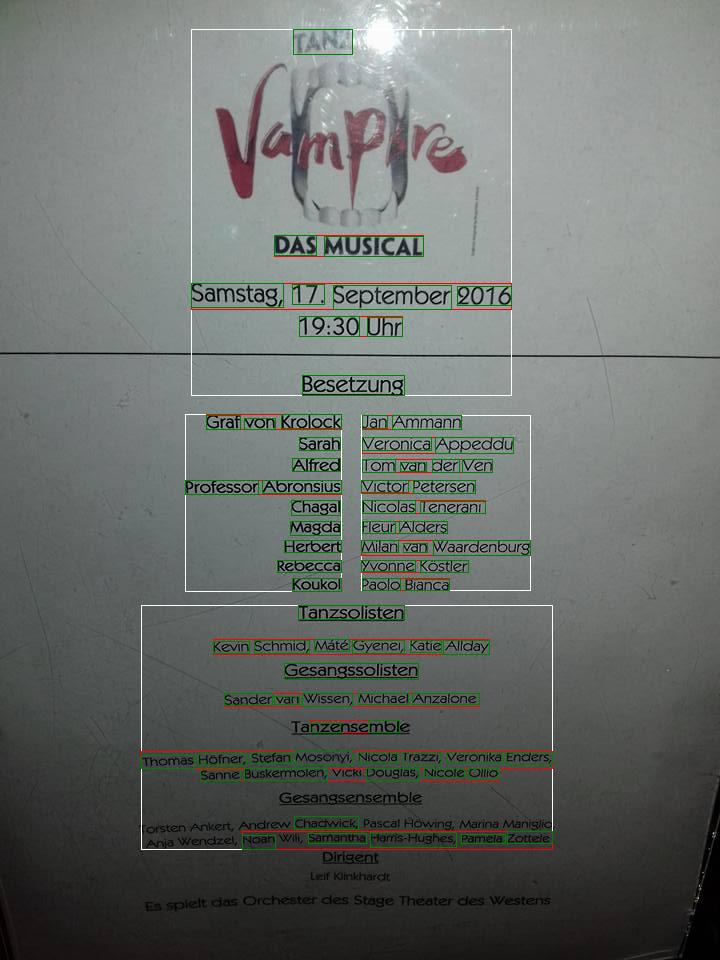 TANZ
Vampire
DAS MUSICAL
Samstag, 17. September 2016
19:30 Uhr
Besetzung
Graf von Krolock Jan Ammann
Sarah Veronica Appeddu
Alfred Tom van der Ven
Professor Abronsius Victor Petersen
Chagal Nicolas Tenerani
Magda Fleur Alders
Herbert Milan van Waardenburg
Rebecca Yvonne Köstler
Koukol Paolo Bianca
Tanzsolisten
Kevin Schmid, Máté Gyenei, Katie Allday
Gesangssolisten
Sander van Wissen, Michael Anzalone
Tanzensemble
Thomas Höfner, Stefan Mosonyi, Nicola Trazzi, Veronika Enders,
Sanne Buskermolen, Vicki Douglas, Nicole Ollio
Gesangsensemble
Torsten Ankert, Andrew Chadwick, Pascal Höwing, Marina Maniglio
Anja Wendzel, Noah Wili, Samantha Harris-Hughes, Pamela Zottele
Dirigent
Leif Klinkhardt
Es spielt das Orchester des Stage Theater des Westens